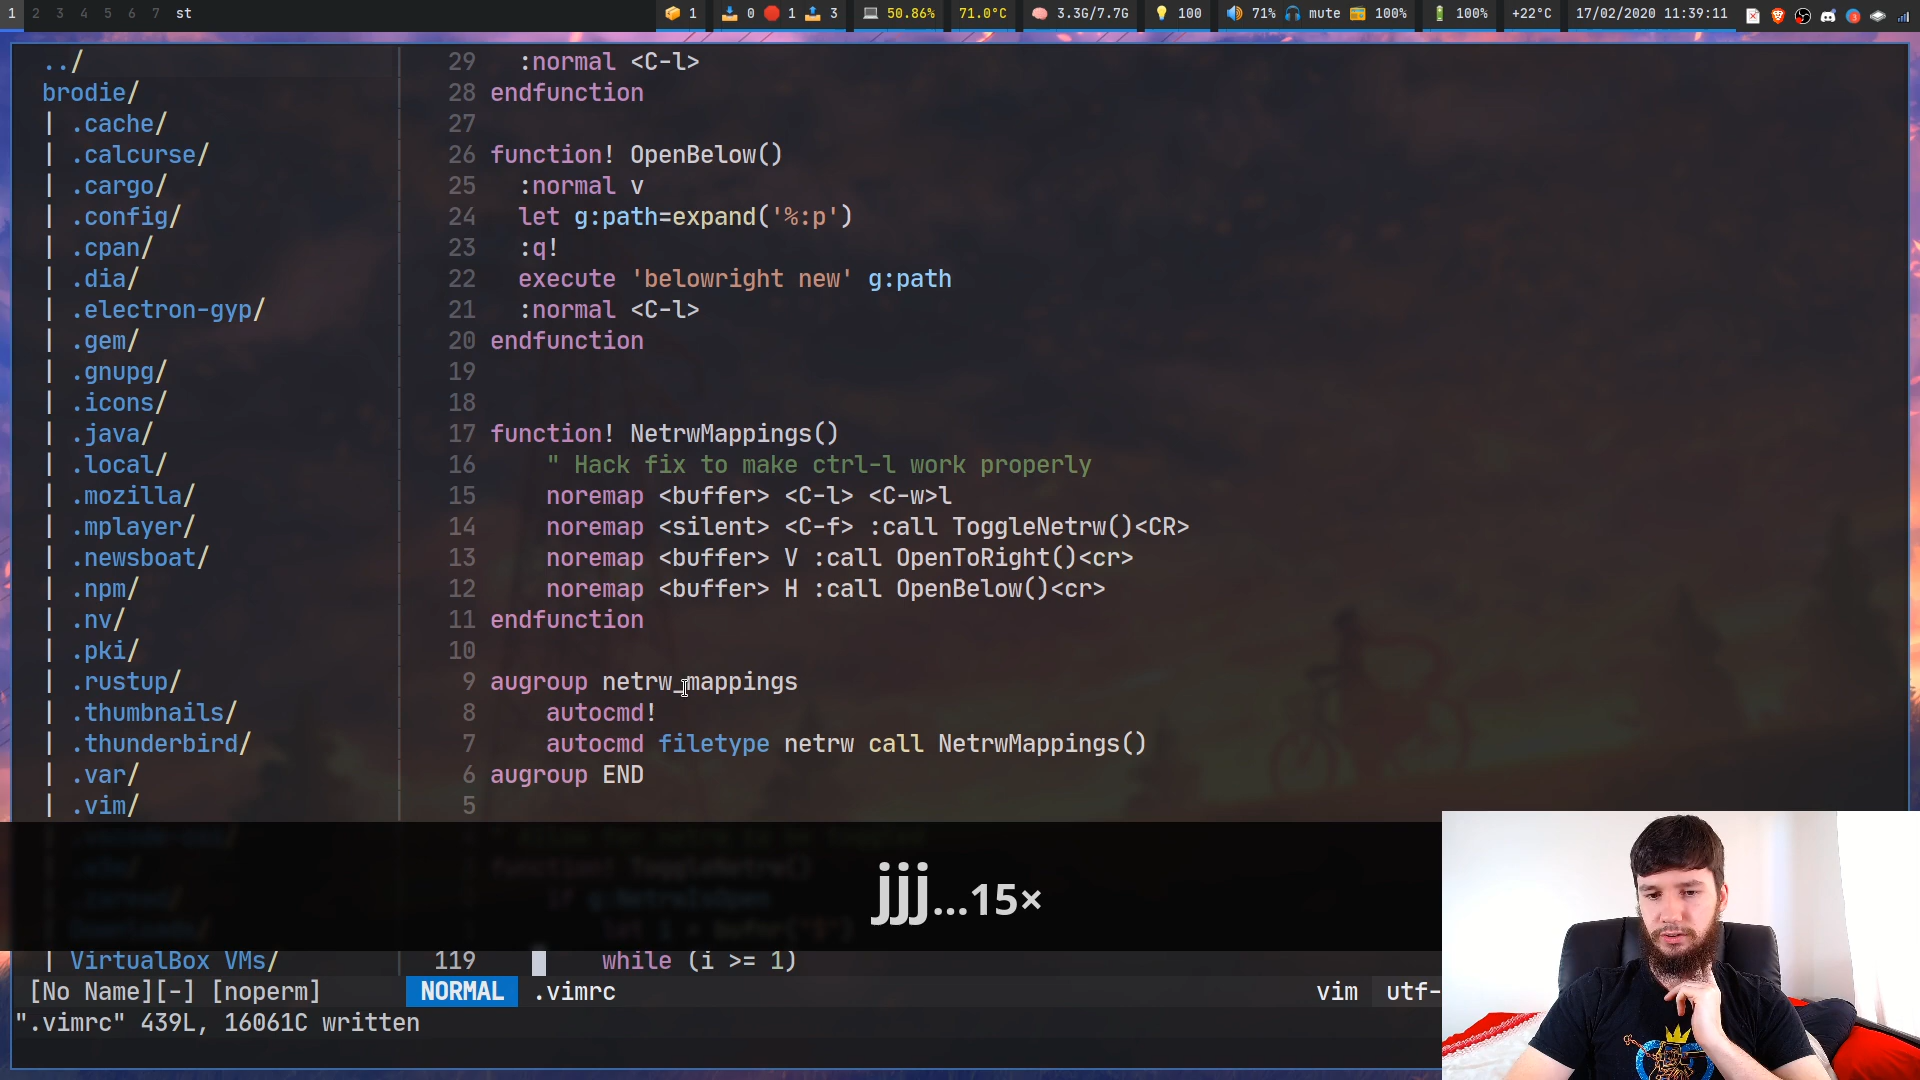 1 2 3 4 5 6 7 st 1 0 1 3 50.86% 71.0°C 3.3G/7.7G 100 71% mute 100% 100% +22°C 17/02/2020 11:39:11
../
brodie/
| .cache/
| .calcurse/
| .cargo/
| .config/
| .cpan/
| .dia/
| .electron-gyp/
| .gem/
| .gnupg/
| .icons/
| .java/
| .local/
| .mozilla/
| .mplayer/
| .newsboat/
| .npm/
| .nv/
| .pki/
| .rustup/
| .thumbnails/
| .thunderbird/
| .var/
| .vim/
| VirtualBox VMs/
[No Name][-] [noperm]
29 :normal <C-l>
28 endfunction
27
26 function! OpenBelow()
25 :normal v
24 let g:path=expand('%:p')
23 :q!
22 execute 'belowright new' g:path
21 :normal <C-l>
20 endfunction
19
18
17 function! NetrwMappings()
16 " Hack fix to make ctrl-l work properly
15 noremap <buffer> <C-l> <C-w>l
14 noremap <silent> <C-f> :call ToggleNetrw()<CR>
13 noremap <buffer> V :call OpenToRight()<cr>
12 noremap <buffer> H :call OpenBelow()<cr>
11 endfunction
10
9 augroup netrw_mappings
8 autocmd!
7 autocmd filetype netrw call NetrwMappings()
6 augroup END
5
function! ToggleNetrw()
if g:NetrwIsOpen
let i = bufnr("$")
jjj...15×
119 while (i >= 1)
NORMAL .vimrc vim utf-
".vimrc" 439L, 16061C written